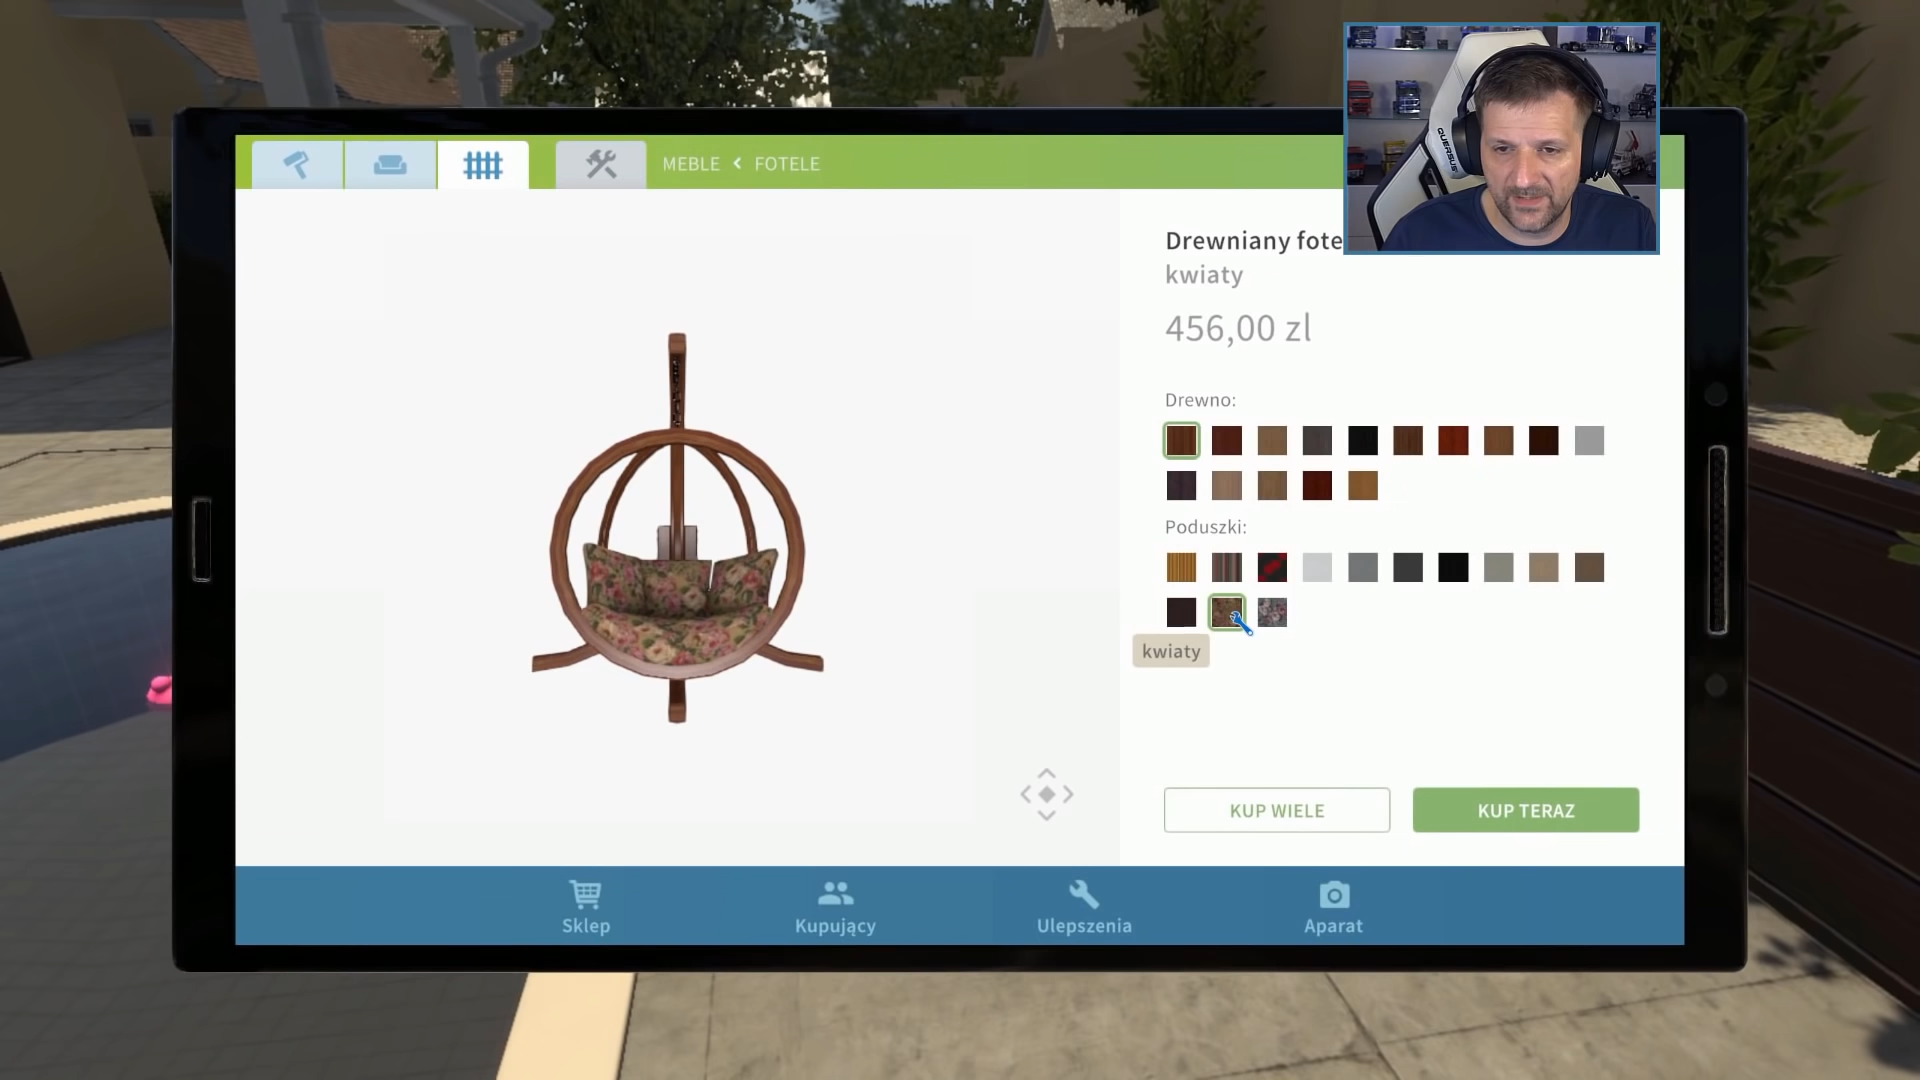 MEBLE < FOTELE
QUERSUS
Drewniany fote
kwiaty
456,00 zl
Drewno:
Poduszki:
kwiaty
KUP WIELE
KUP TERAZ
Sklep
Kupujący
Ulepszenia
Aparat